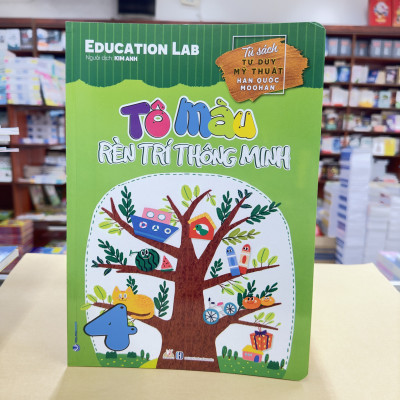 EDUCATION LAB
Người dịch: KIM ANH
Tủ sách
TƯ DUY
MỸ THUẬT
HÀN QUỐC
MOOHAN
TÔ MÀU
RÈN TRÍ THÔNG MINH